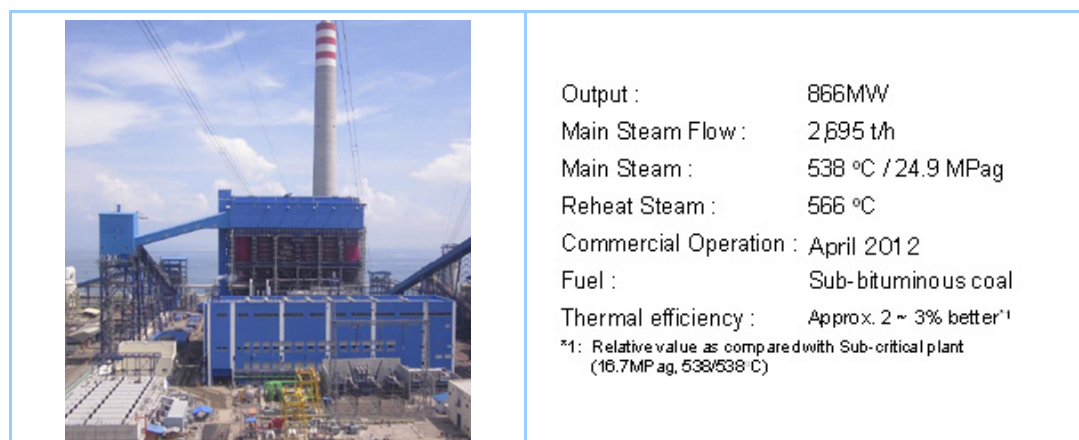 Output : 866MW
Main Steam Flow : 2,695 t/h
Main Steam : 538 ºC / 24.9 MPag
Reheat Steam : 566 ºC
Commercial Operation : April 2012
Fuel : Sub-bituminous coal
Thermal efficiency : Approx. 2 ~ 3% better*1
*1: Relative value as compared with Sub-critical plant
(16.7MPag, 538/538ºC)